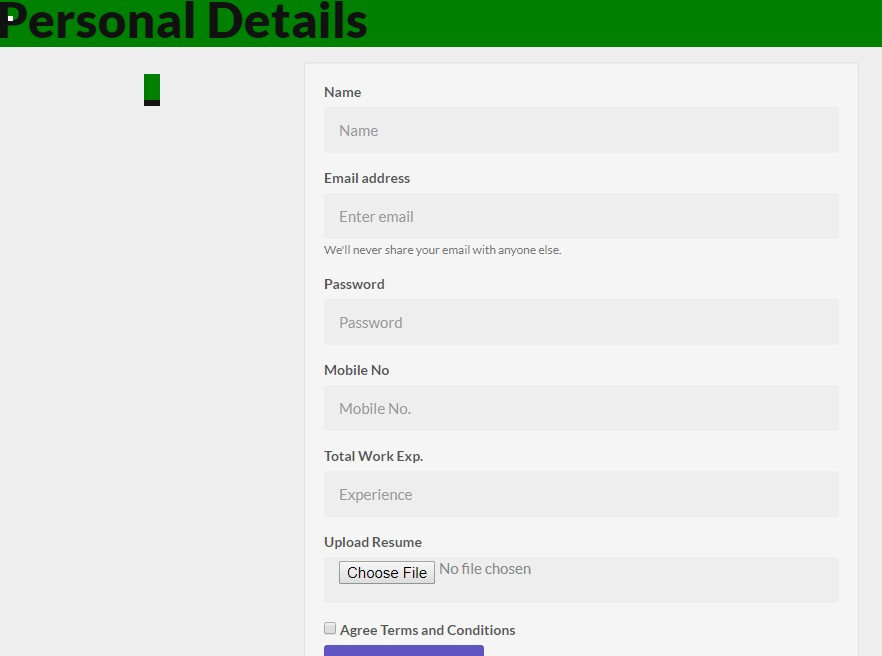 Personal Details
Name
Name
Email address
Enter email
We'll never share your email with anyone else.
Password
Password
Mobile No
Mobile No.
Total Work Exp.
Experience
Upload Resume
Choose File No file chosen
Agree Terms and Conditions